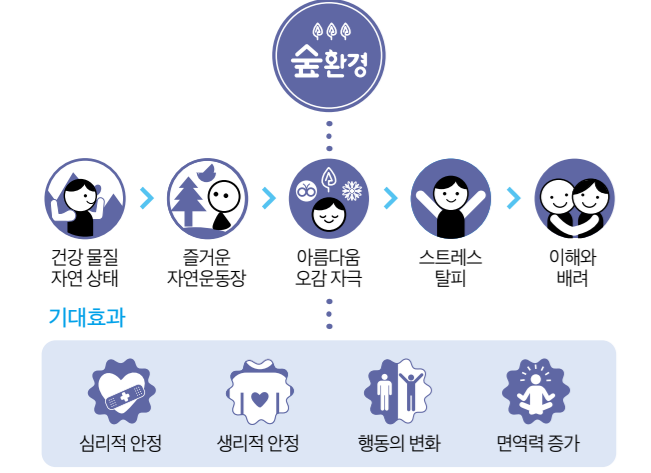 숲환경
건강 물질
자연 상태
즐거운
자연운동장
아름다움
오감 자극
스트레스
탈피
이해와
배려
기대효과
심리적 안정
생리적 안정
행동의 변화
면역력 증가